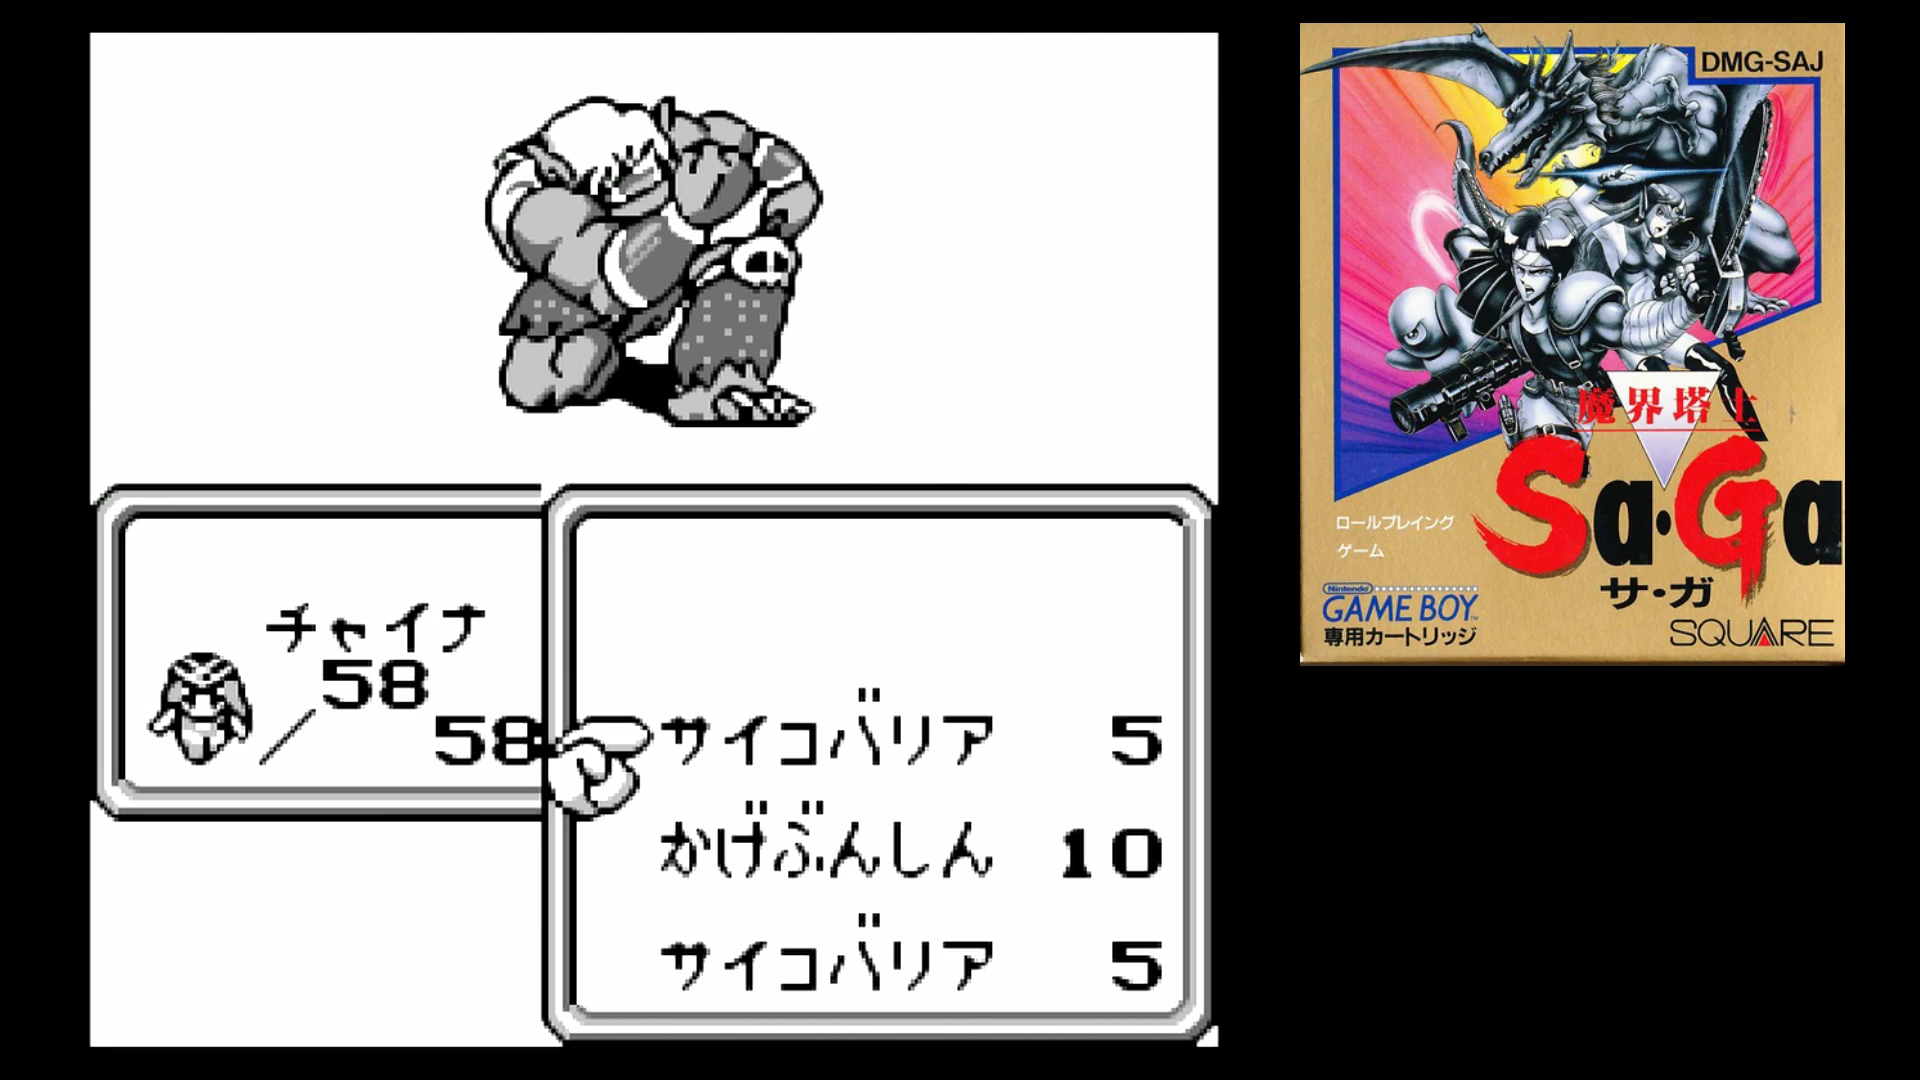 チャイナ
58
／ 58
サイコバリア 5
かげぶんしん 10
サイコバリア 5
DMG-SAJ
魔界塔士
Sa・Ga
サ・ガ
ロールプレイング
ゲーム
Nintendo
GAME BOY™
専用カートリッジ
SQUARE